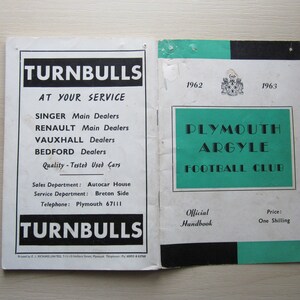 TURNBULLS
AT YOUR SERVICE
SINGER Main Dealers
RENAULT Main Dealers
VAUXHALL Dealers
BEDFORD Dealers
Quality-Tested Used Cars
Sales Department: Autocar House
Service Department: Breton Side
Telephone: Plymouth 67111
TURNBULLS
1962 1963
PLYMOUTH
ARGYLE
FOOTBALL CLUB
Official
Handbook
Price:
One Shilling